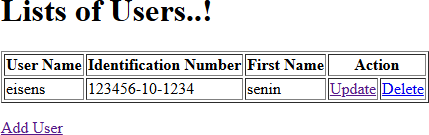 Lists of Users..!
User Name Identification Number First Name Action
eisens 123456-10-1234 senin Update Delete
Add User